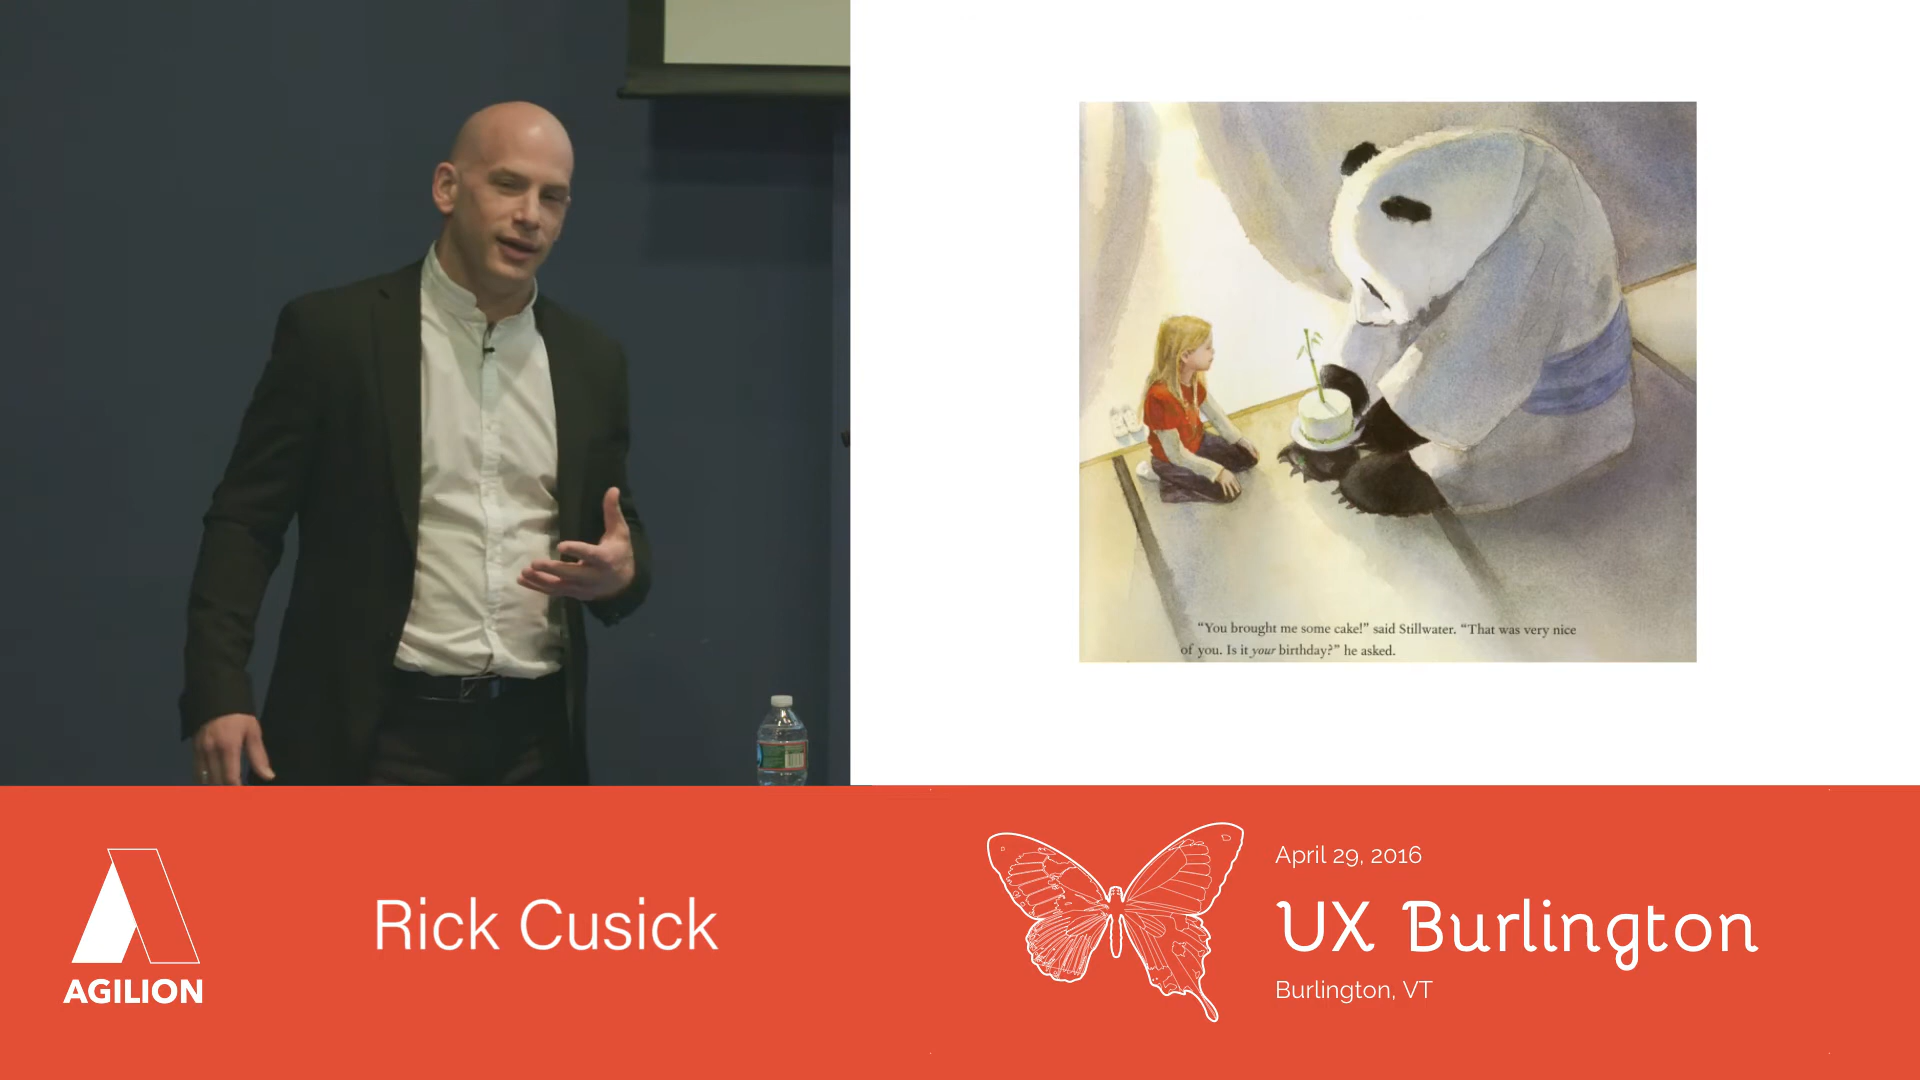 “You brought me some cake!” said Stillwater. “That was very nice
of you. Is it your birthday?” he asked.
AGILION
Rick Cusick
April 29, 2016
UX Burlington
Burlington, VT